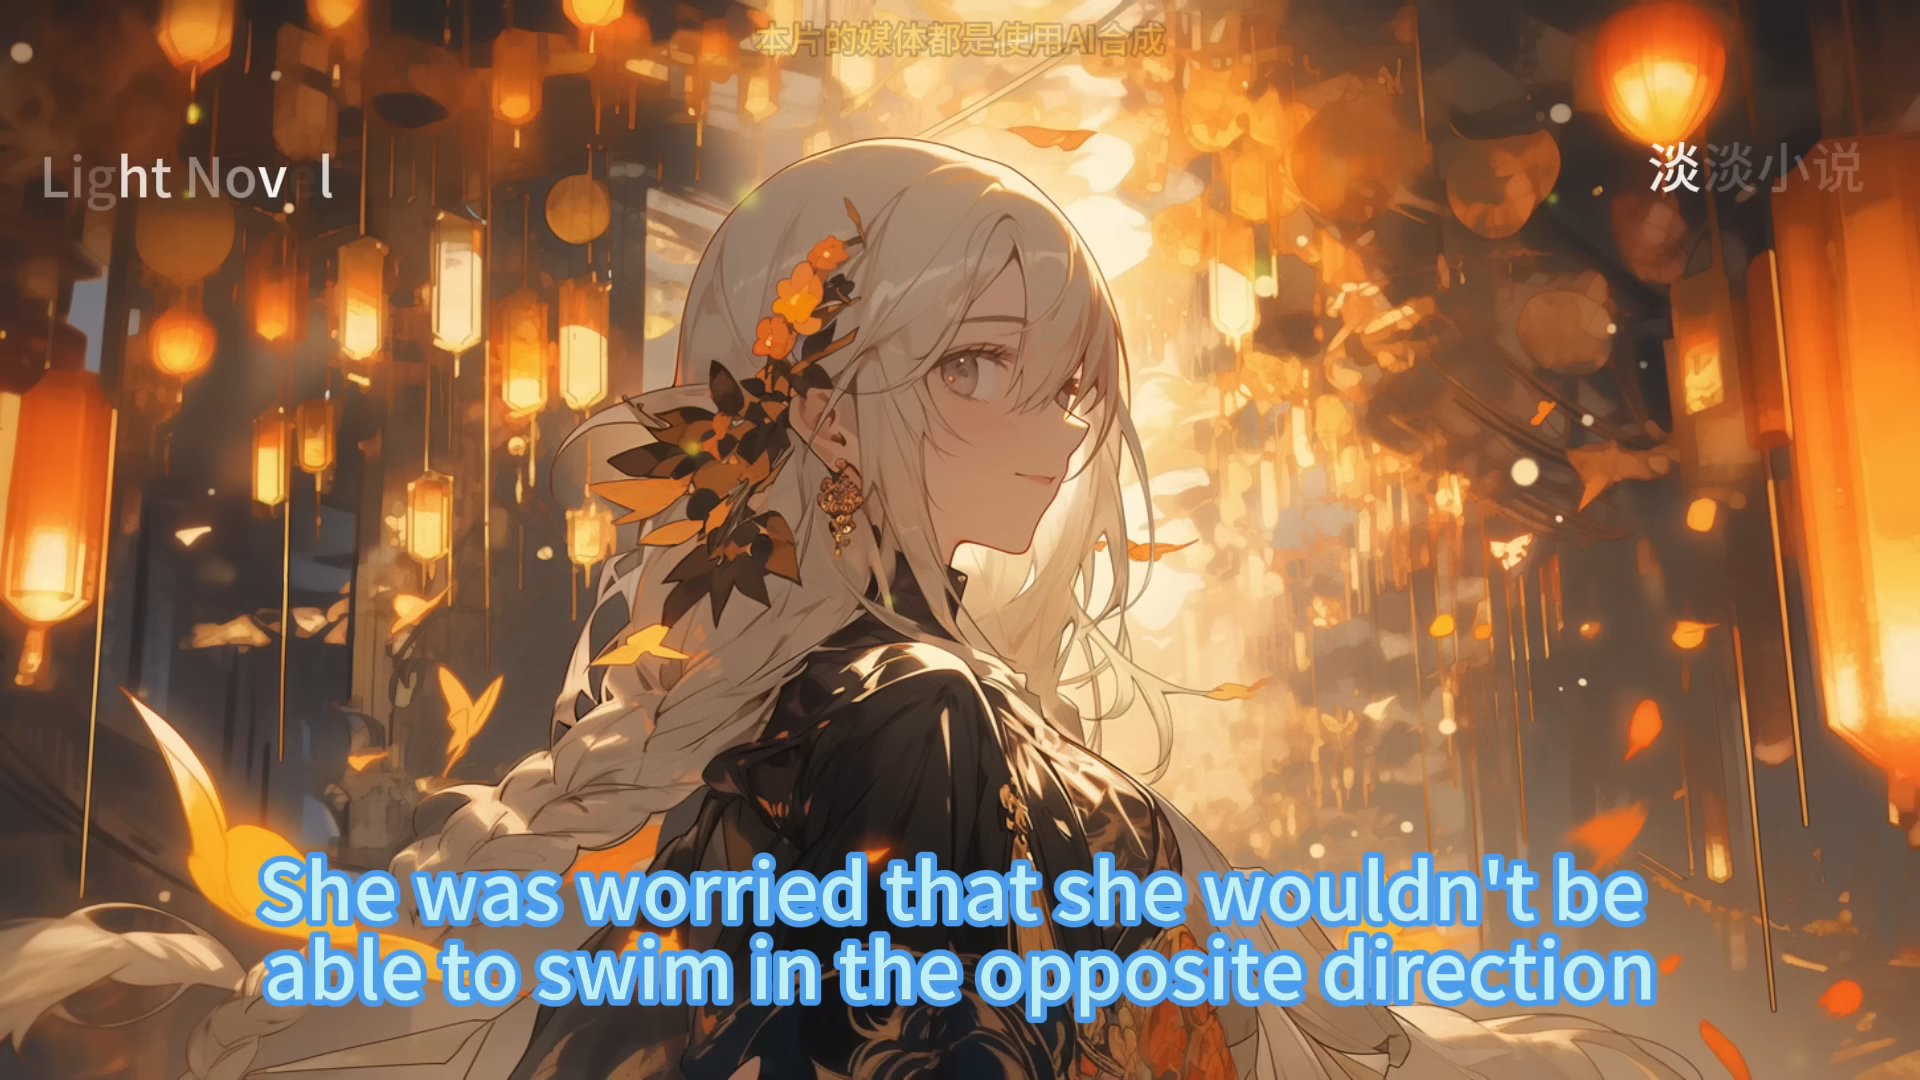 本片的媒体都是使用AI合成
Light Novel
淡淡小说
She was worried that she wouldn't be
able to swim in the opposite direction